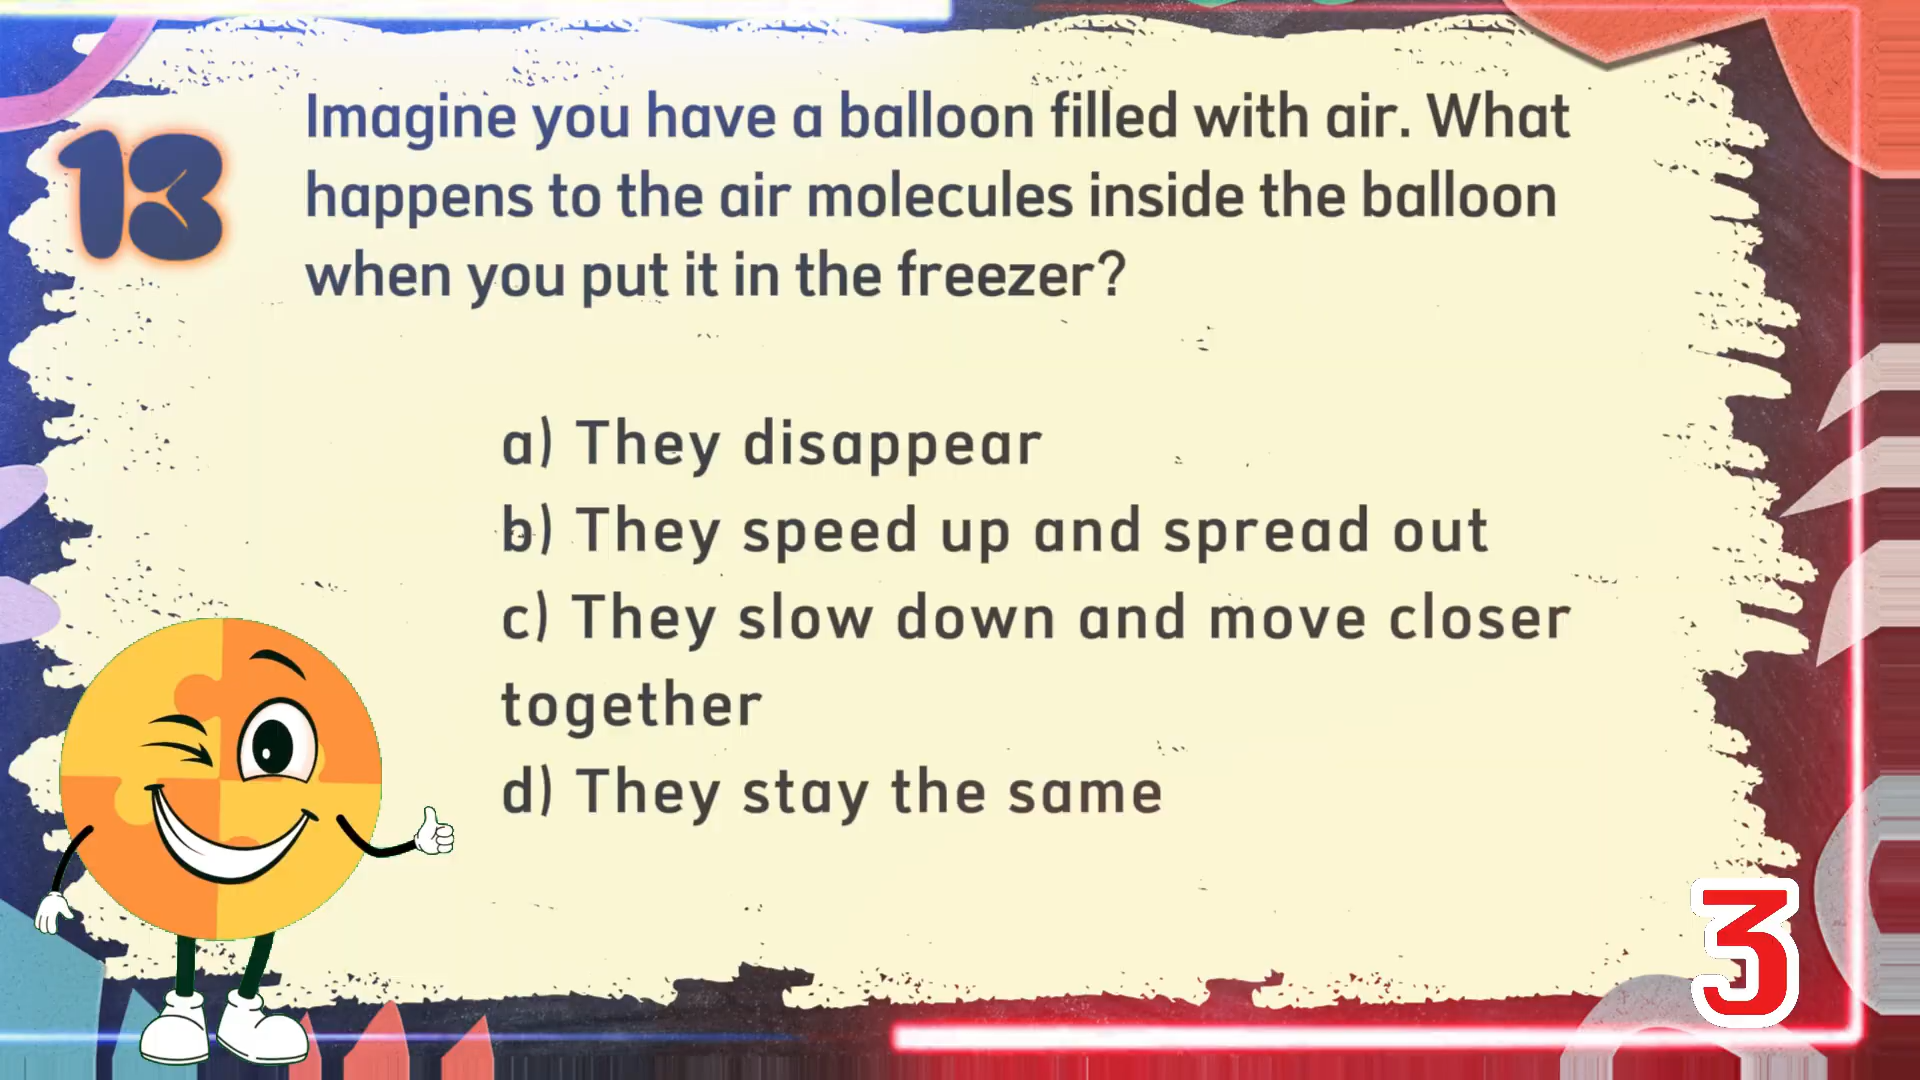 13
Imagine you have a balloon filled with air. What
happens to the air molecules inside the balloon
when you put it in the freezer?
a) They disappear
b) They speed up and spread out
c) They slow down and move closer
together
d) They stay the same
3